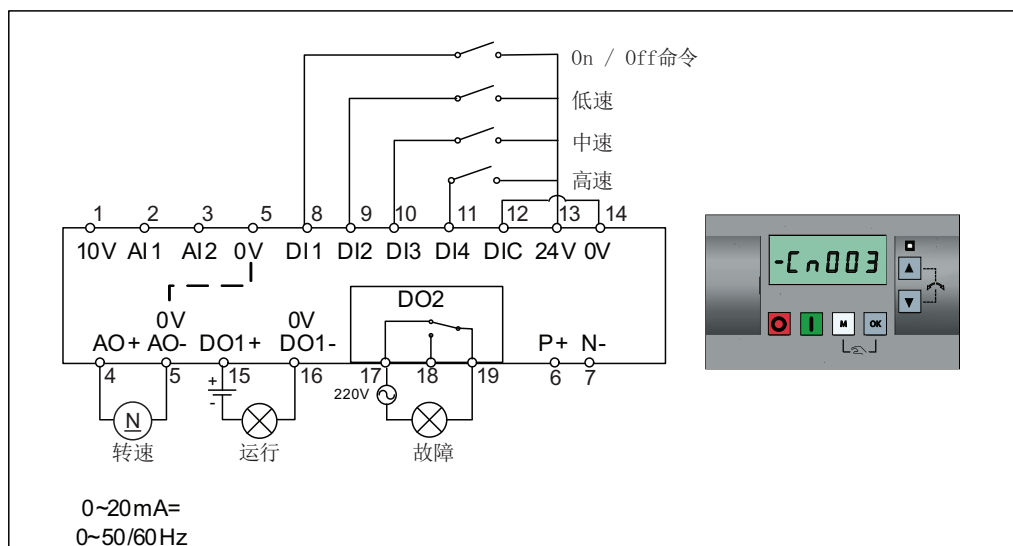 On / Off命令
低速
中速
高速
1 2 3 5 8 9 10 11 12 13 14
10V AI1 AI2 0V DI1 DI2 DI3 DI4 DIC 24V 0V
-Cn003
M OK
DO2
0V 0V
AO+ AO- DO1+ DO1- P+ N-
4 5 15 16 17 18 19 6 7
+
-
220V
N
转速 运行 故障
0~20mA=
0~50/60Hz